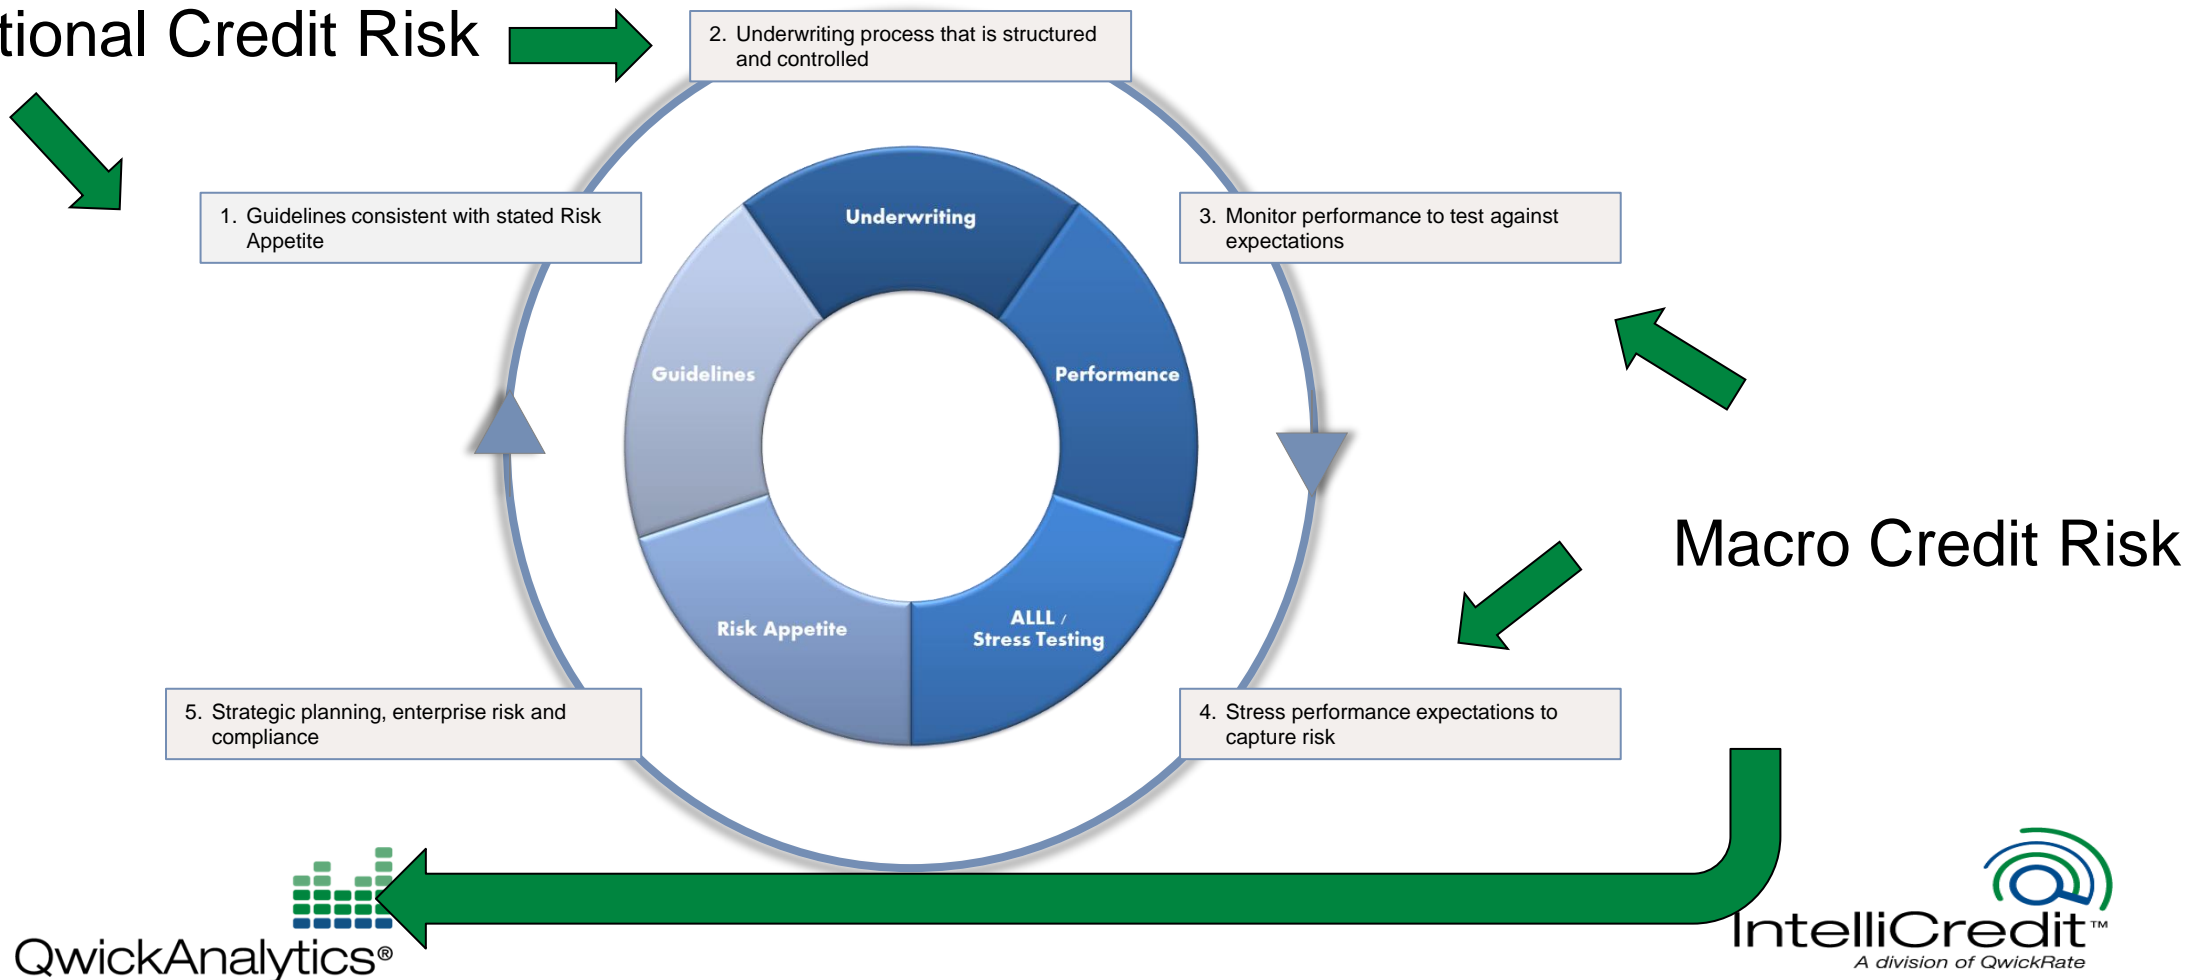 tional Credit Risk
2. Underwriting process that is structured
and controlled
1. Guidelines consistent with stated Risk
Appetite
3. Monitor performance to test against
expectations
Underwriting
Guidelines
Performance
Risk Appetite
ALLL /
Stress Testing
Macro Credit Risk
5. Strategic planning, enterprise risk and
compliance
4. Stress performance expectations to
capture risk
QwickAnalytics®
IntelliCredit™
A division of QwickRate